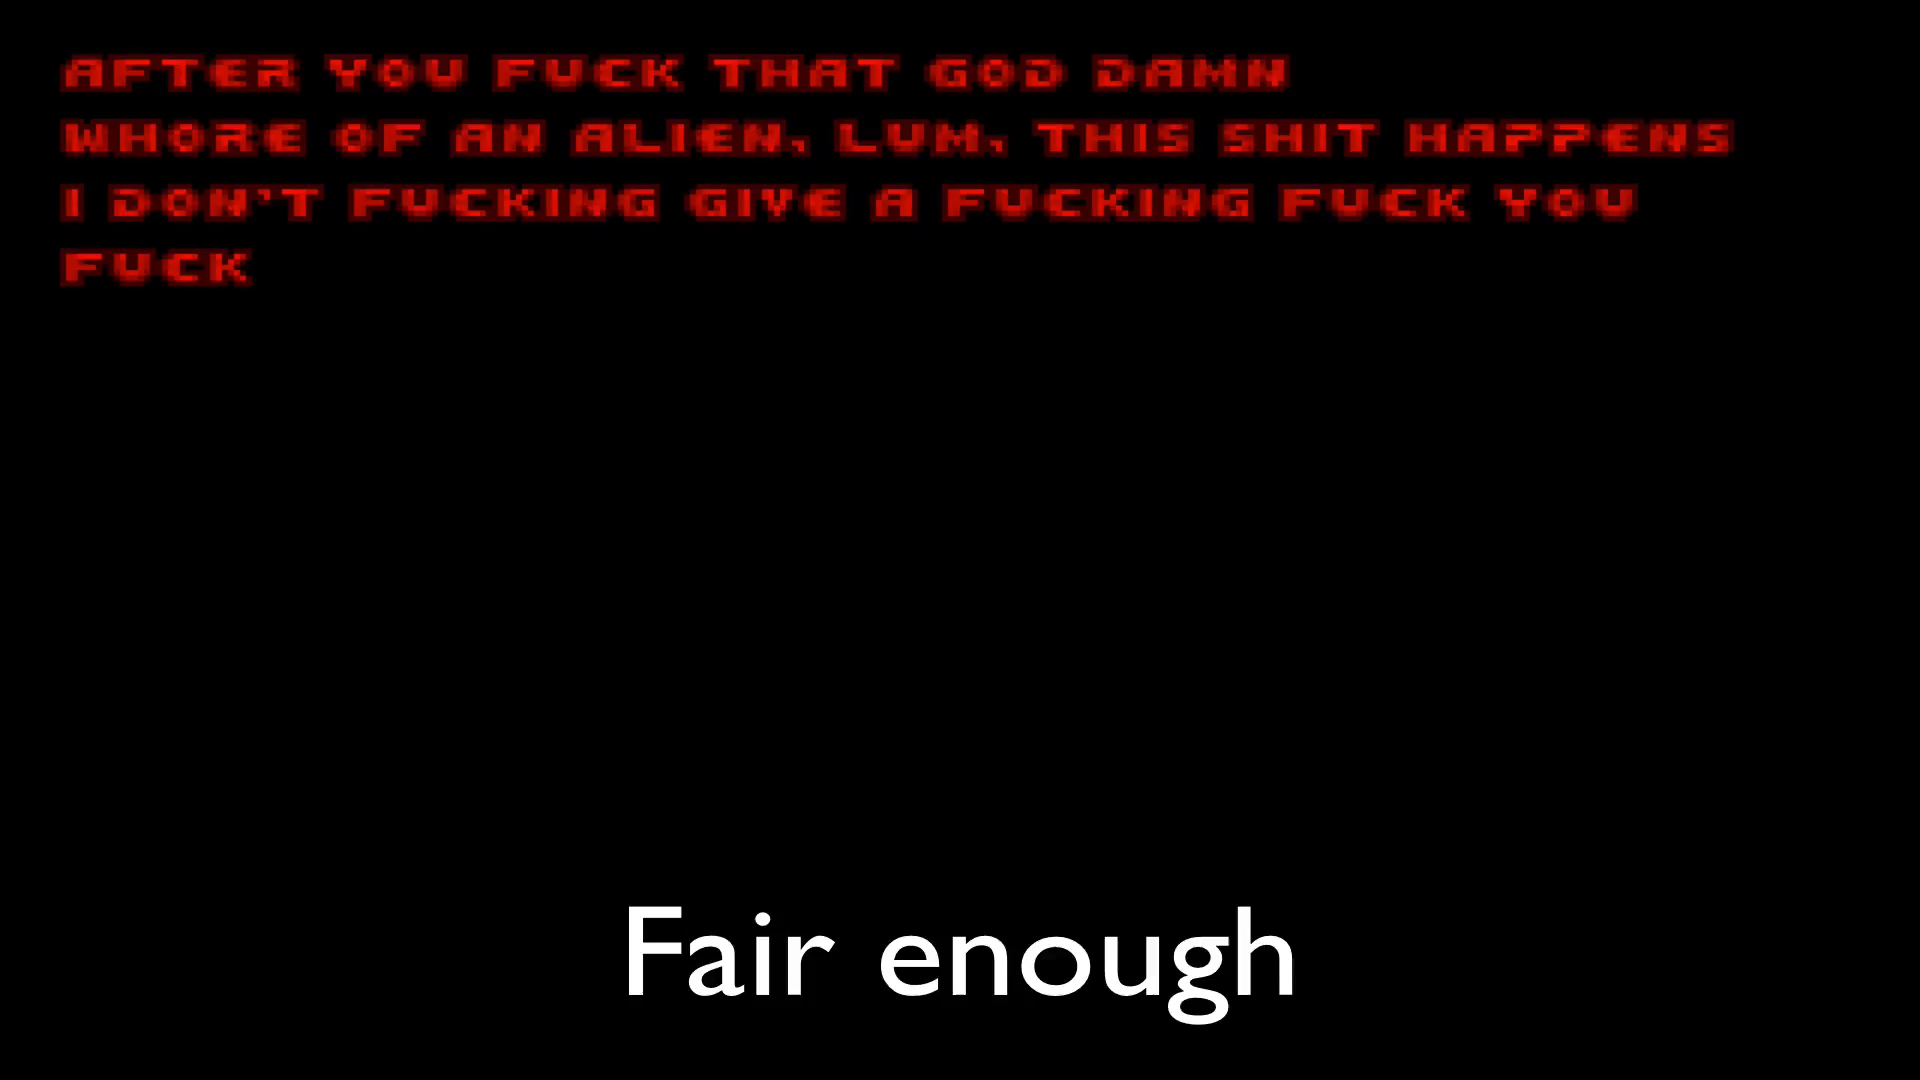 AFTER YOU FUCK THAT GOD DAMN
WHORE OF AN ALIEN, LUM, THIS SHIT HAPPENS
I DON'T FUCKING GIVE A FUCKING FUCK YOU
FUCK
Fair enough